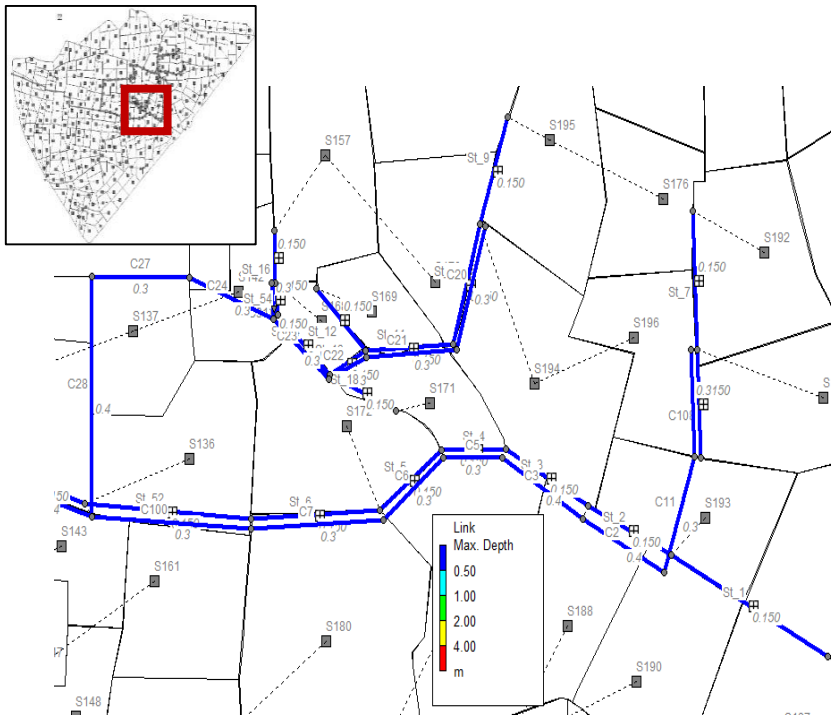 S157
S195
St_9
0.150
S176
0.150
S192
St_16
C27
0.3
C24
St_54
0.150
S137
S169
C20
0.150
St_7
St_12
C23
0.150
C21
C22
0.3
S196
S194
C28
0.4
St_18
0.150
S171
S172
0.3150
C10
S136
C5
0.3
St_5
C6
0.150
0.3
St_3
C3
0.150
0.4
St_52
C100
0.3
St_6
C7
0.3
St_2
C2
0.150
0.4
C11
0.3
S193
S143
S161
Link
Max. Depth
0.50
1.00
2.00
4.00
m
St_1
0.150
S188
S180
S190
S148